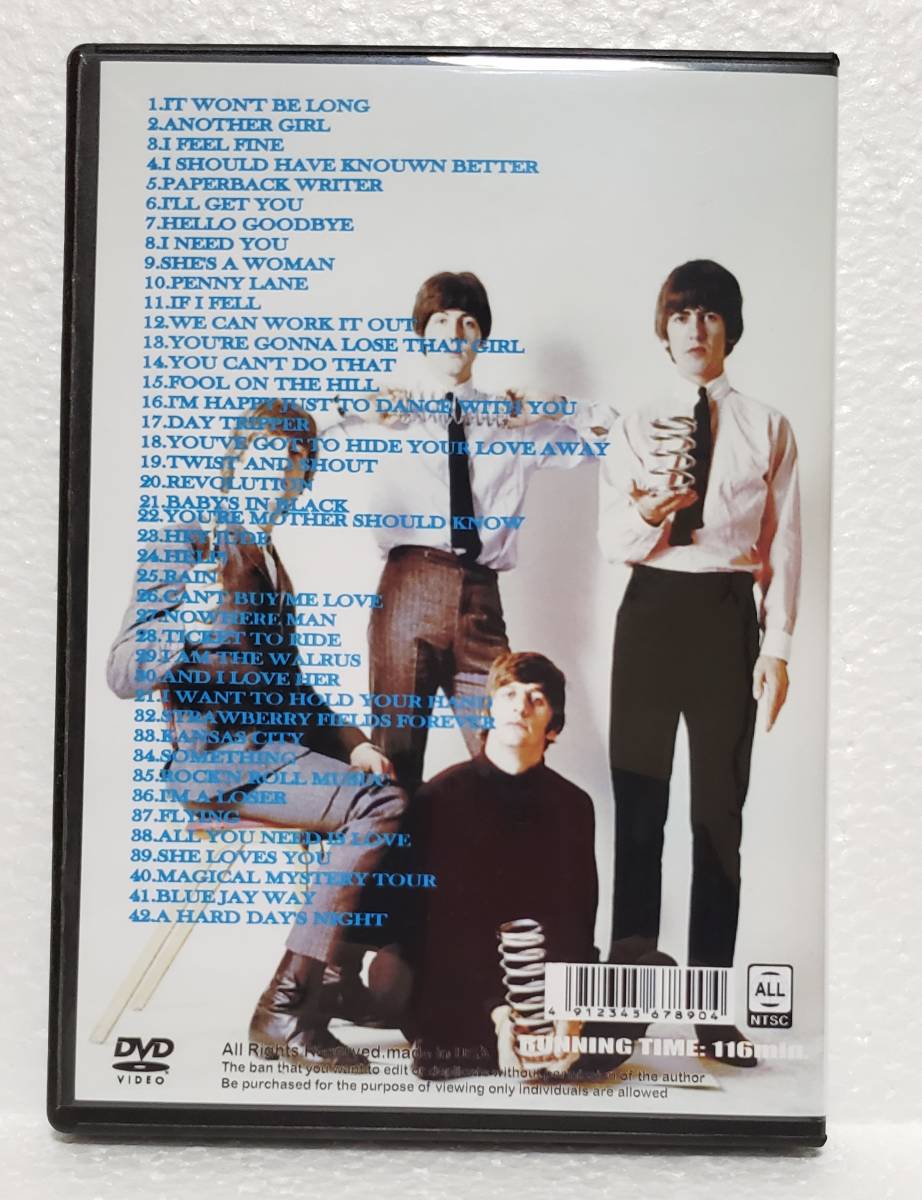 1.IT WON'T BE LONG
2.ANOTHER GIRL
3.I FEEL FINE
4.I SHOULD HAVE KNOUWN BETTER
5.PAPERBACK WRITER
6.I'LL GET YOU
7.HELLO GOODBYE
8.I NEED YOU
9.SHE'S A WOMAN
10.PENNY LANE
11.IF I FELL
12.WE CAN WORK IT OUT
13.YOU'RE GONNA LOSE THAT GIRL
14.YOU CAN'T DO THAT
15.FOOL ON THE HILL
16.I'M HAPPY JUST TO DANCE WITH YOU
17.DAY TRIPPER
18.YOU'VE GOT TO HIDE YOUR LOVE AWAY
19.TWIST AND SHOUT
20.REVOLUTION
21.BABY'S IN BLACK
22.YOU'RE MOTHER SHOULD KNOW
23.HEY JUDE
24.HELP!
25.RAIN
26.CAN'T BUY ME LOVE
27.NOWHERE MAN
28.TICKET TO RIDE
29.I AM THE WALRUS
30.AND I LOVE HER
21.I WANT TO HOLD YOUR HAND
32.STRAWBERRY FIELDS FOREVER
33.KANSAS CITY
34.SOMETHING
35.ROCK'N ROLL MUSIC
36.I'M A LOSER
37.FLYING
38.ALL YOU NEED IS LOVE
39.SHE LOVES YOU
40.MAGICAL MYSTERY TOUR
41.BLUE JAY WAY
42.A HARD DAY'S NIGHT
4 912345 678904
ALL
NTSC
DVD
VIDEO
RUNNING TIME: 116min.
All Rights Reserved.made in USA
The ban that you want to edit or duplicate without permission of the author
Be purchased for the purpose of viewing only individuals are allowed